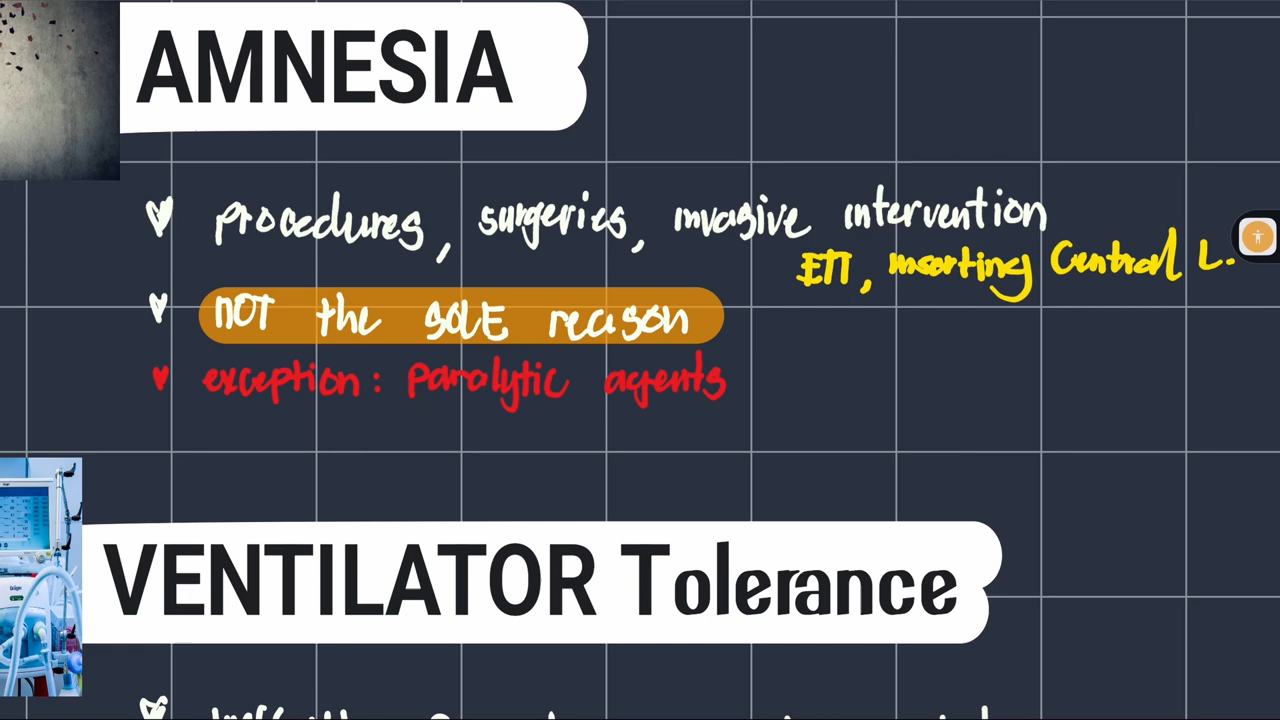 AMNESIA
procedures, surgeries, invasive intervention
ETT, inserting Central L.
NOT the SOLE reason
exception: paralytic agents
VENTILATOR Tolerance